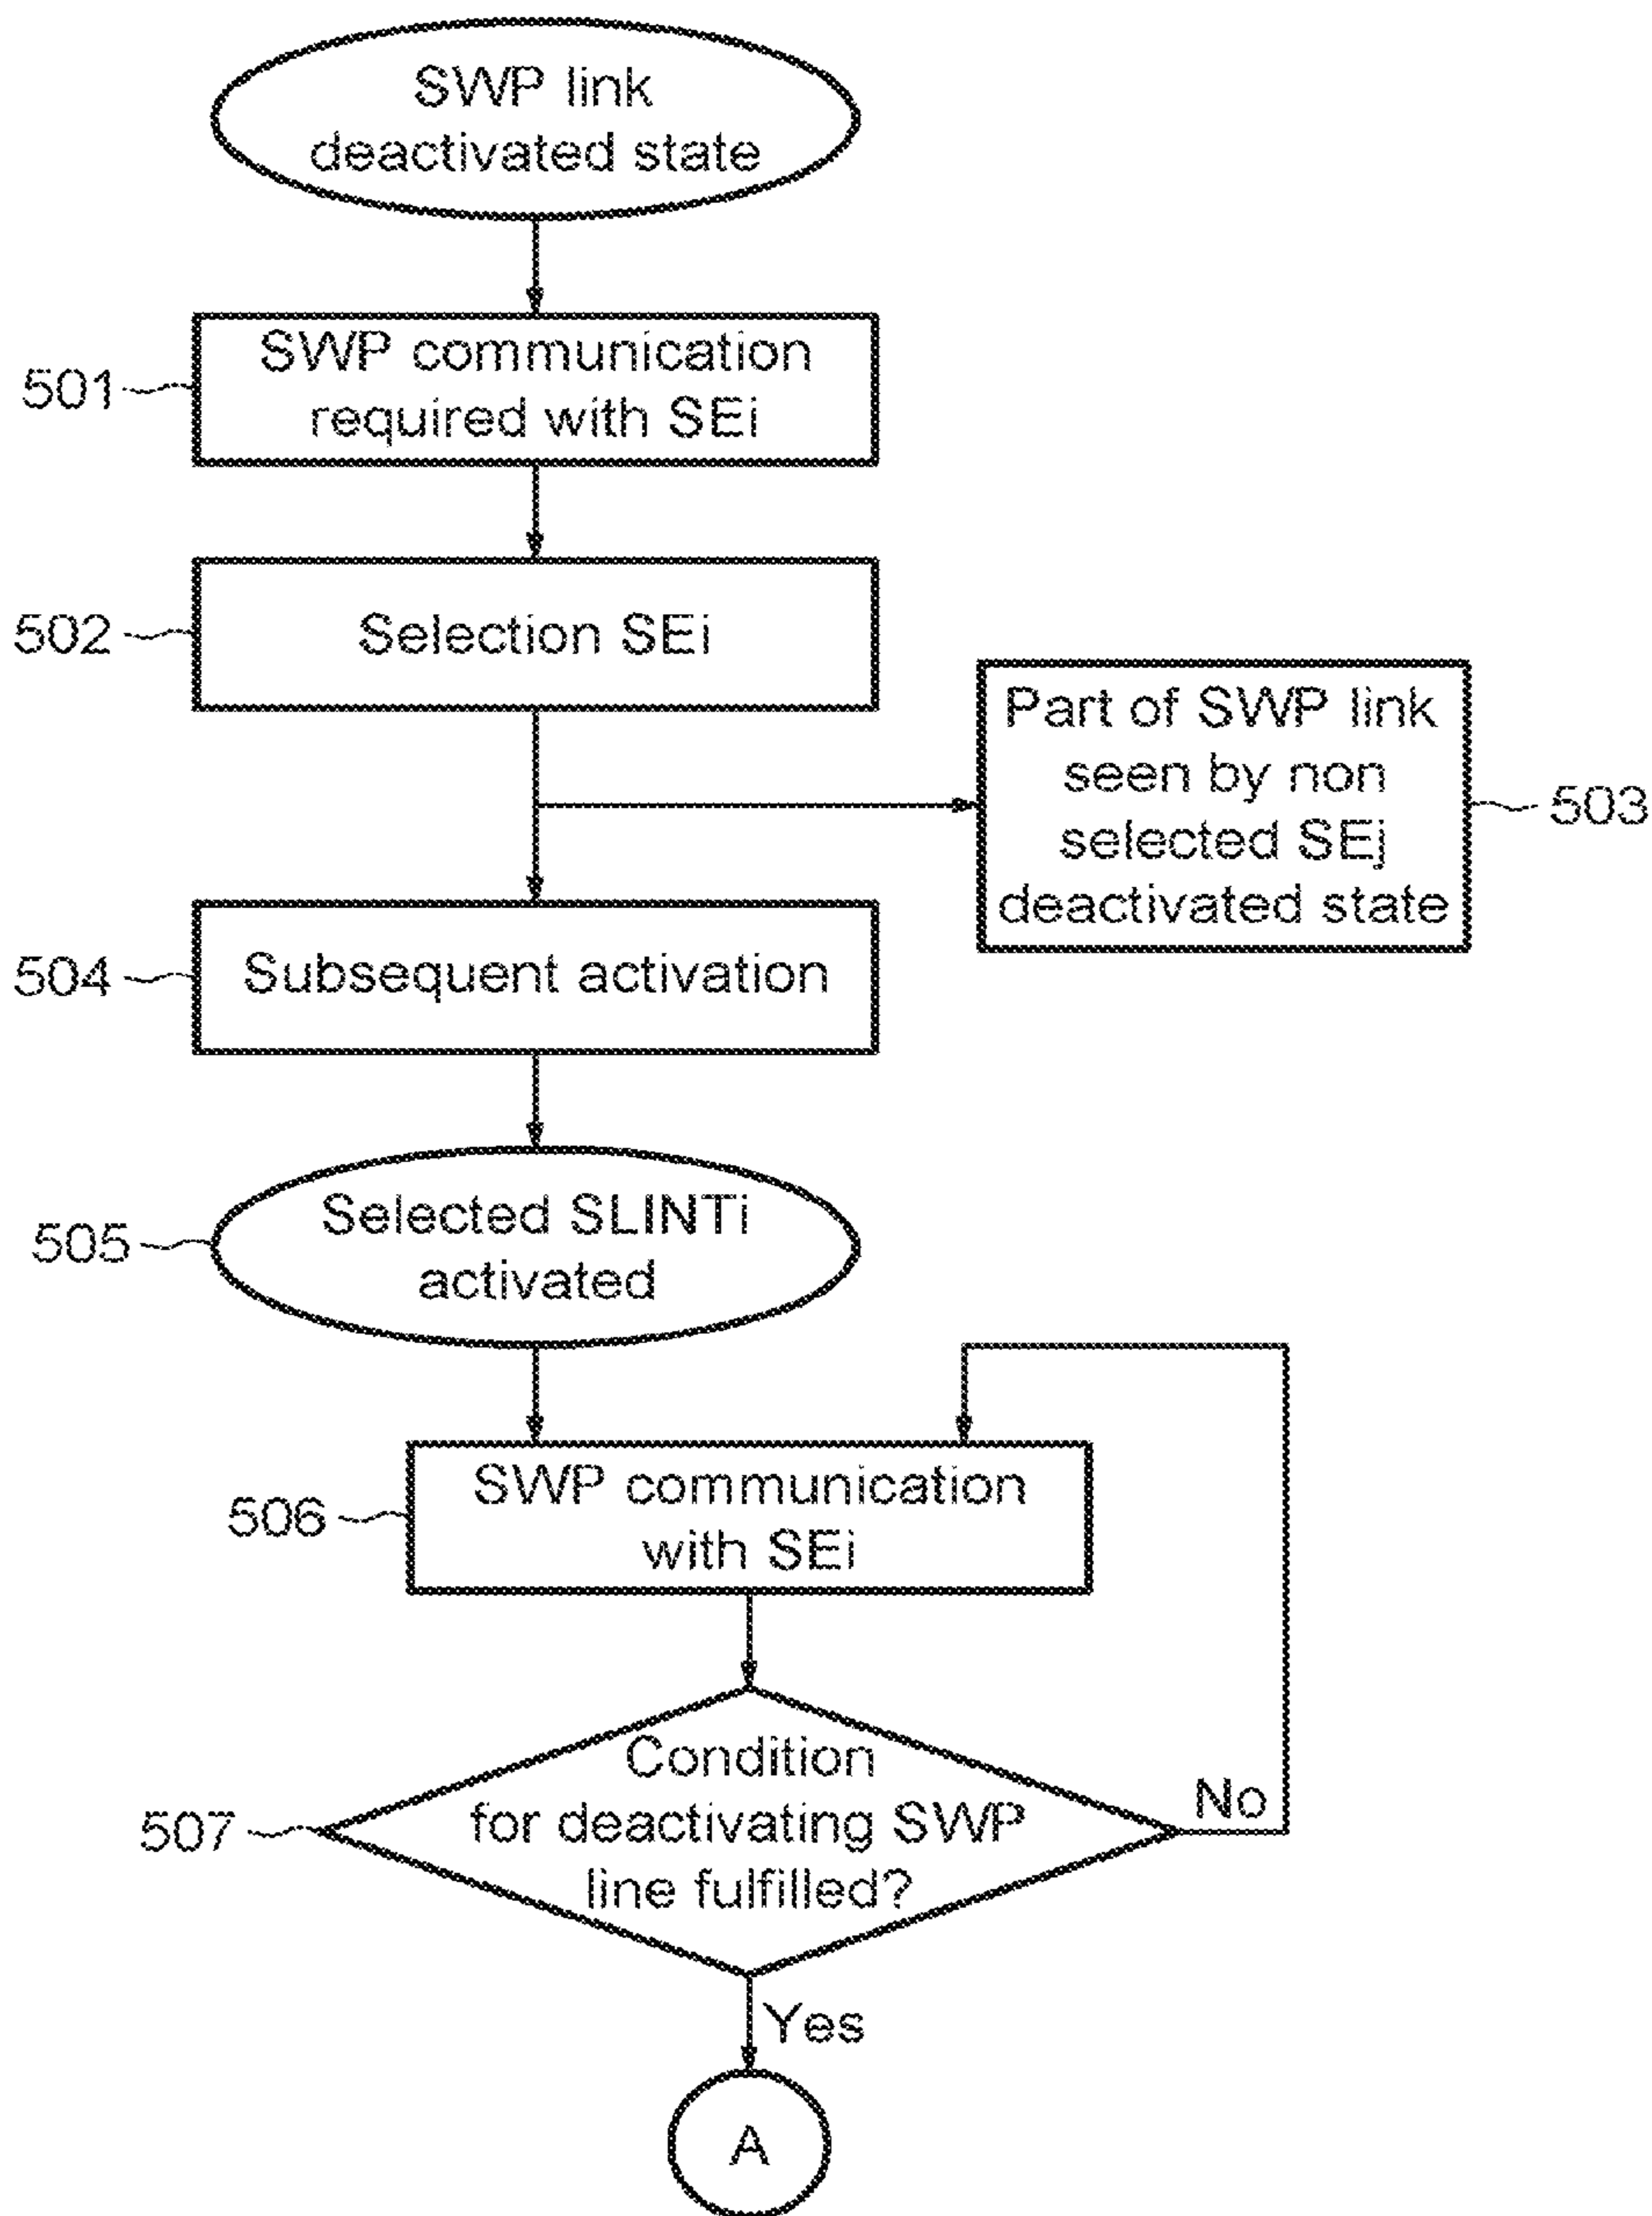 SWP link
deactivated state
501
SWP communication
required with SEi
502
Selection SEi
Part of SWP link
seen by non
selected SEj
deactivated state
503
504
Subsequent activation
505
Selected SLINTi
activated
506
SWP communication
with SEi
507
Condition
for deactivating SWP
line fulfilled?
No
Yes
A